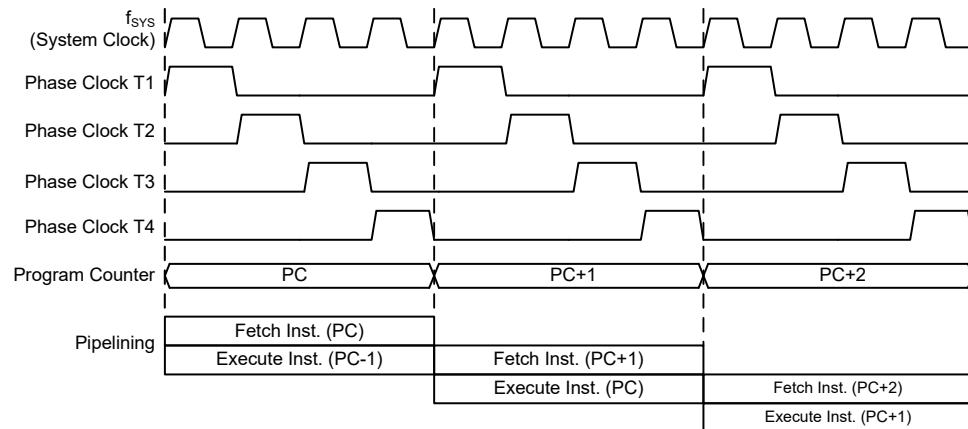 fSYS
(System Clock)
Phase Clock T1
Phase Clock T2
Phase Clock T3
Phase Clock T4
Program Counter PC PC+1 PC+2
Pipelining
Fetch Inst. (PC)
Execute Inst. (PC-1) Fetch Inst. (PC+1)
Execute Inst. (PC) Fetch Inst. (PC+2)
Execute Inst. (PC+1)